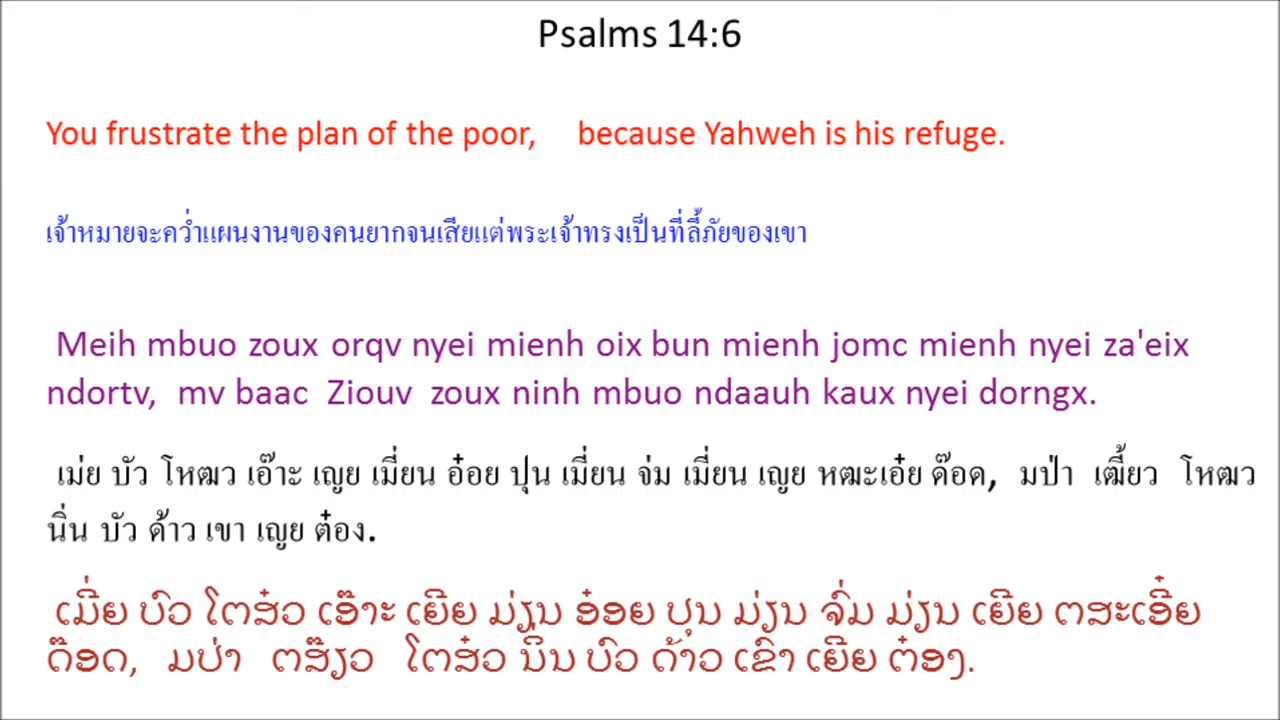 Psalms 14:6
You frustrate the plan of the poor, because Yahweh is his refuge.
เจ้าหมายจะคว่ำแผนงานของคนยากจนเสียแต่พระเจ้าทรงเป็นที่ลี้ภัยของเขา
Meih mbuo zoux orqv nyei mienh oix bun mienh jomc mienh nyei za'eix
ndortv, mv baac Ziouv zoux ninh mbuo ndaauh kaux nyei dorngx.
เม่ย บัว โหฒว เอ๊าะ เญย เมี่ยน อ๋อย ปุน เมี่ยน จ่ม เมี่ยน เญย หฒะเอ๋ย ด๊อด, มป่า เฒี้ยว โหฒว
นิ่น บัว ด้าว เขา เญย ต๋อง.
ເມີ່ຍ ບົວ ໂຕສ໋ວ ເອ໊າະ ເຍີຍ ມ່ຽນ ອ໋ອຍ ປຸນ ມ່ຽນ ຈົ່ມ ມ່ຽນ ເຍີຍ ຕສະເອີ໋ຍ
ດ໊ອດ, ມປ່າ ຕສ໊ຽວ ໂຕສ໋ວ ນິ່ນ ບົວ ດ້າວ ເຂົາ ເຍີຍ ຕ໋ອງ.